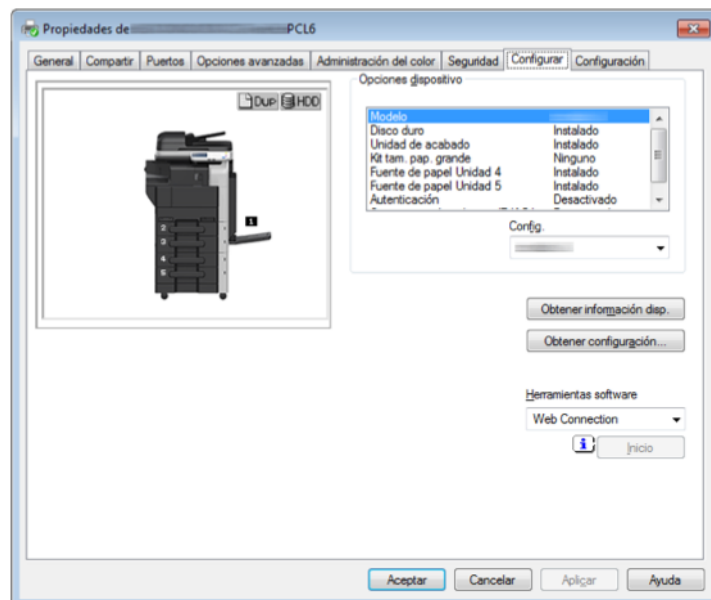 Propiedades de PCL6
General Compartir Puertos Opciones avanzadas Administración del color Seguridad Configurar Configuración
Opciones dispositivo
Dup HDD
Modelo
Disco duro Instalado
Unidad de acabado Instalado
Kit tam. pap. grande Ninguno
Fuente de papel Unidad 4 Instalado
Fuente de papel Unidad 5 Instalado
Autenticación Desactivado
1
2
3
4
5
Config.
Obtener información disp.
Obtener configuración...
Herramientas software
Web Connection
Inicio
Aceptar Cancelar Aplicar Ayuda